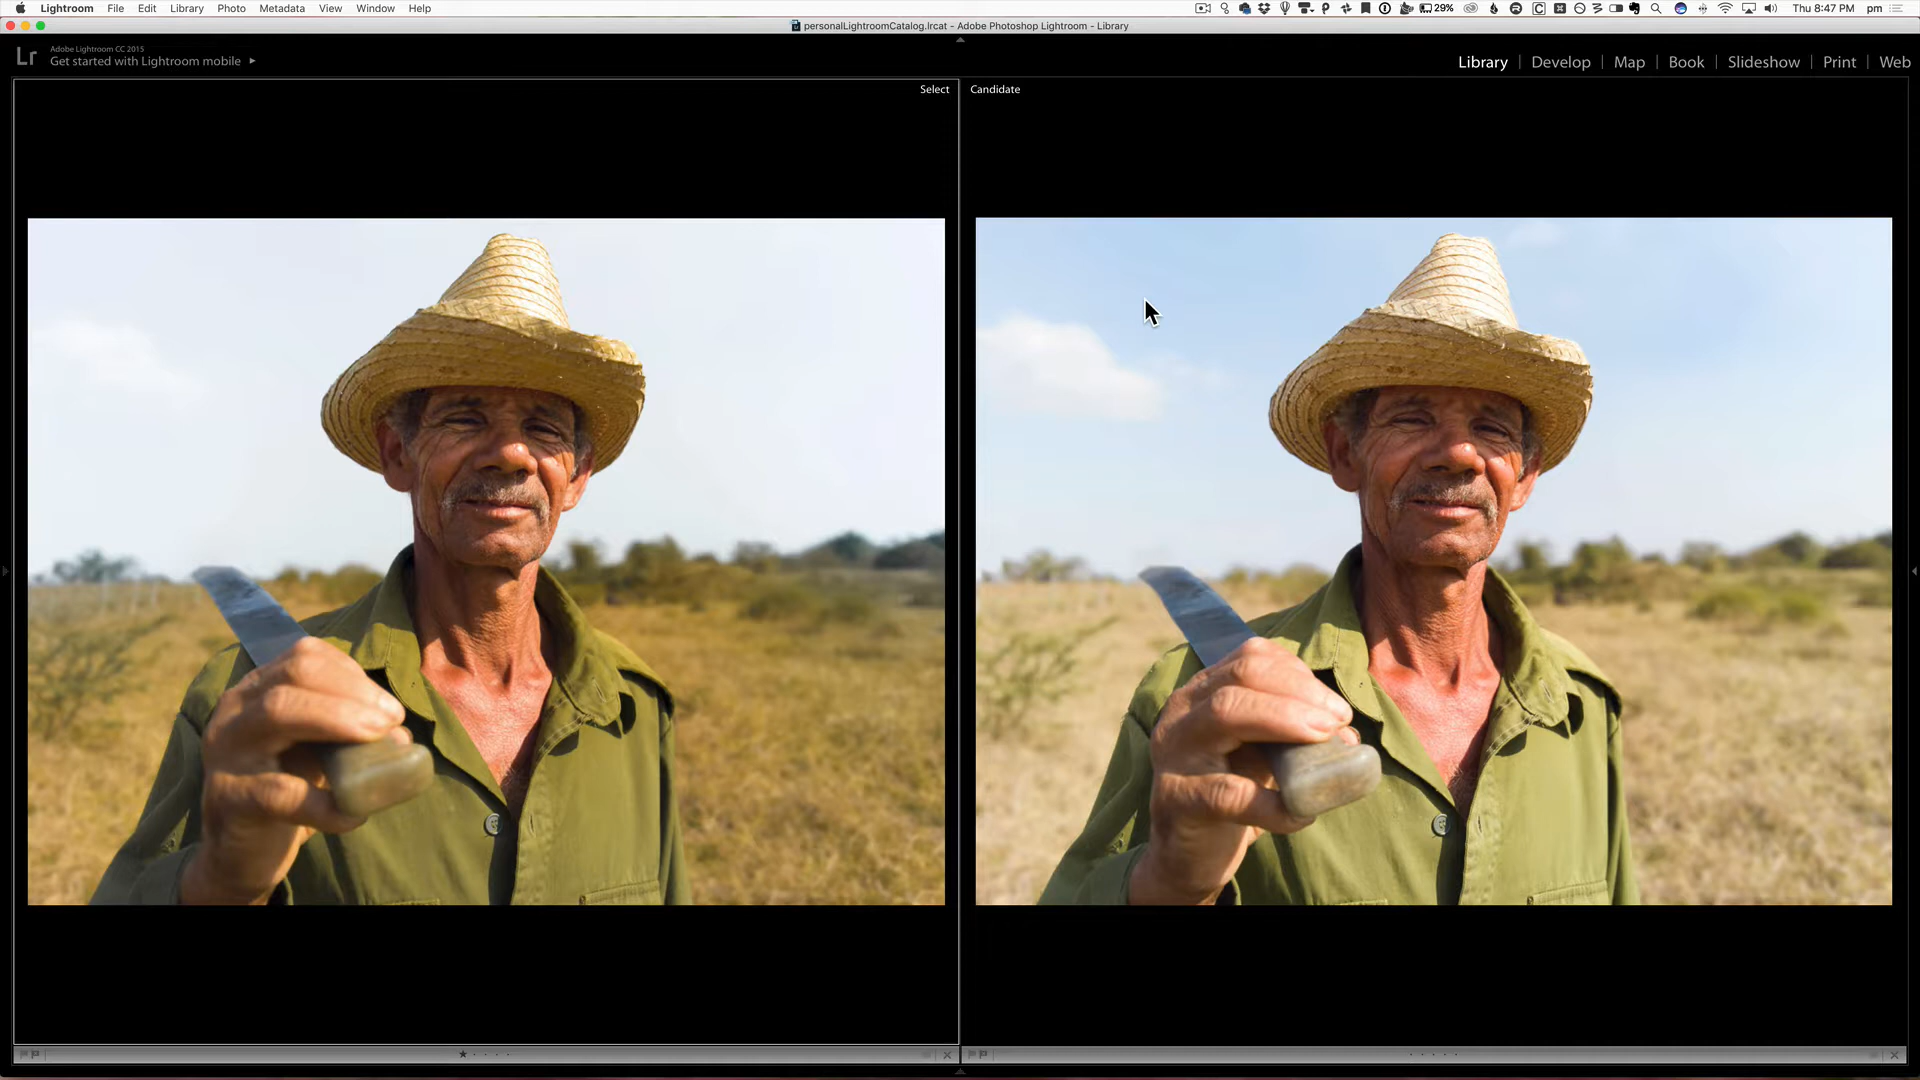 Lightroom File Edit Library Photo Metadata View Window Help 29% Thu 8:47 PM pm
personalLightroomCatalog.lrcat - Adobe Photoshop Lightroom - Library
Lr
Adobe Lightroom CC 2015
Get started with Lightroom mobile
Library | Develop | Map | Book | Slideshow | Print | Web
Select
Candidate